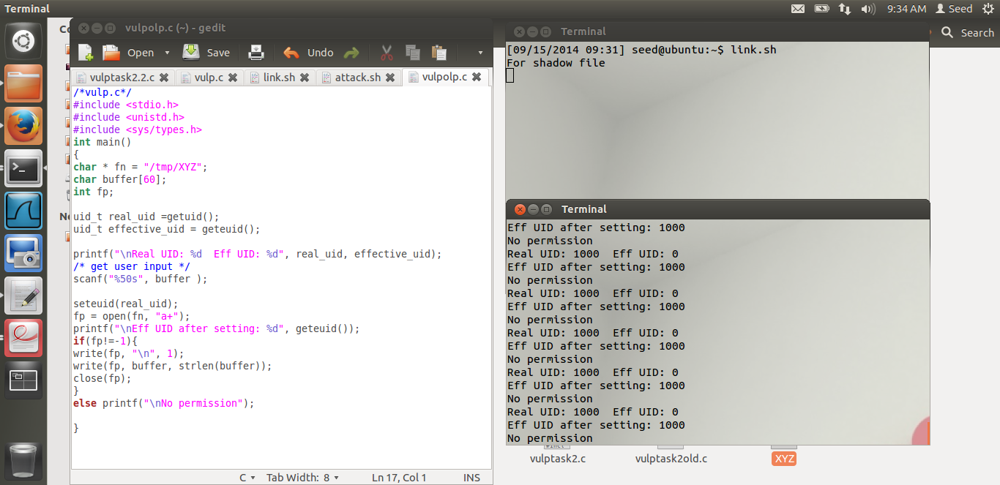 Terminal
9:34 AM
Seed
vulpolp.c (~) - gedit
Open
Save
Undo
vulptask2.2.c
vulp.c
link.sh
attack.sh
vulpolp.c
/*vulp.c*/
#include <stdio.h>
#include <unistd.h>
#include <sys/types.h>
int main()
{
char * fn = "/tmp/XYZ";
char buffer[60];
int fp;
uid_t real_uid =getuid();
uid_t effective_uid = geteuid();
printf("\nReal UID: %d  Eff UID: %d", real_uid, effective_uid);
/* get user input */
scanf("%50s", buffer );
seteuid(real_uid);
fp = open(fn, "a+");
printf("\nEff UID after setting: %d", geteuid());
if(fp!=-1){
write(fp, "\n", 1);
write(fp, buffer, strlen(buffer));
close(fp);
}
else printf("\nNo permission");
}
C
Tab Width: 8
Ln 17, Col 1
INS
Terminal
[09/15/2014 09:31] seed@ubuntu:~$ link.sh
For shadow file
Search
Terminal
Eff UID after setting: 1000
No permission
Real UID: 1000  Eff UID: 0
Eff UID after setting: 1000
No permission
Real UID: 1000  Eff UID: 0
Eff UID after setting: 1000
No permission
Real UID: 1000  Eff UID: 0
Eff UID after setting: 1000
No permission
Real UID: 1000  Eff UID: 0
Eff UID after setting: 1000
No permission
Real UID: 1000  Eff UID: 0
Eff UID after setting: 1000
No permission
vulptask2.c
vulptask2old.c
XYZ